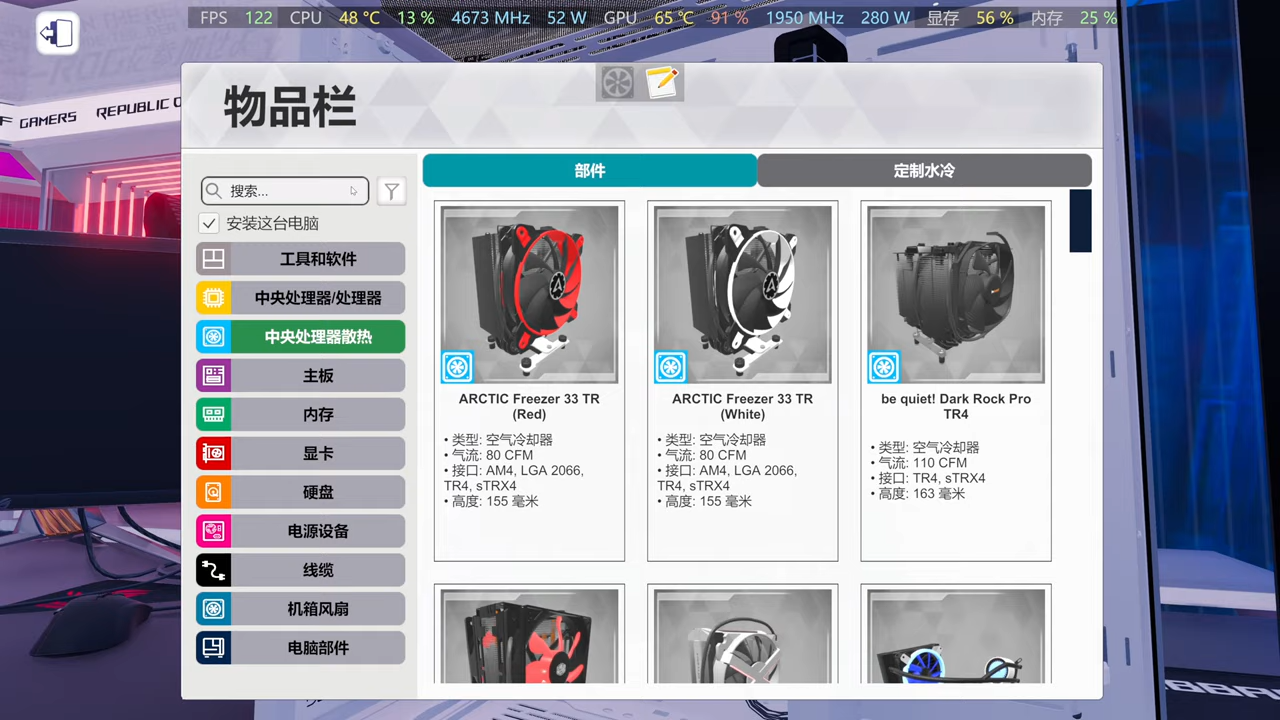 FPS 122 CPU 48 °C 13 % 4673 MHz 52 W GPU 65 °C 91 % 1950 MHz 280 W 显存 56 % 内存 25 %
物品栏
F GAMERS REPUBLIC O
部件
定制水冷
搜索...
安装这台电脑
工具和软件
中央处理器/处理器
中央处理器散热
主板
内存
显卡
硬盘
电源设备
线缆
机箱风扇
电脑部件
ARCTIC Freezer 33 TR
(Red)
• 类型: 空气冷却器
• 气流: 80 CFM
• 接口: AM4, LGA 2066,
TR4, sTRX4
• 高度: 155 毫米
ARCTIC Freezer 33 TR
(White)
• 类型: 空气冷却器
• 气流: 80 CFM
• 接口: AM4, LGA 2066,
TR4, sTRX4
• 高度: 155 毫米
be quiet! Dark Rock Pro
TR4
• 类型: 空气冷却器
• 气流: 110 CFM
• 接口: TR4, sTRX4
• 高度: 163 毫米